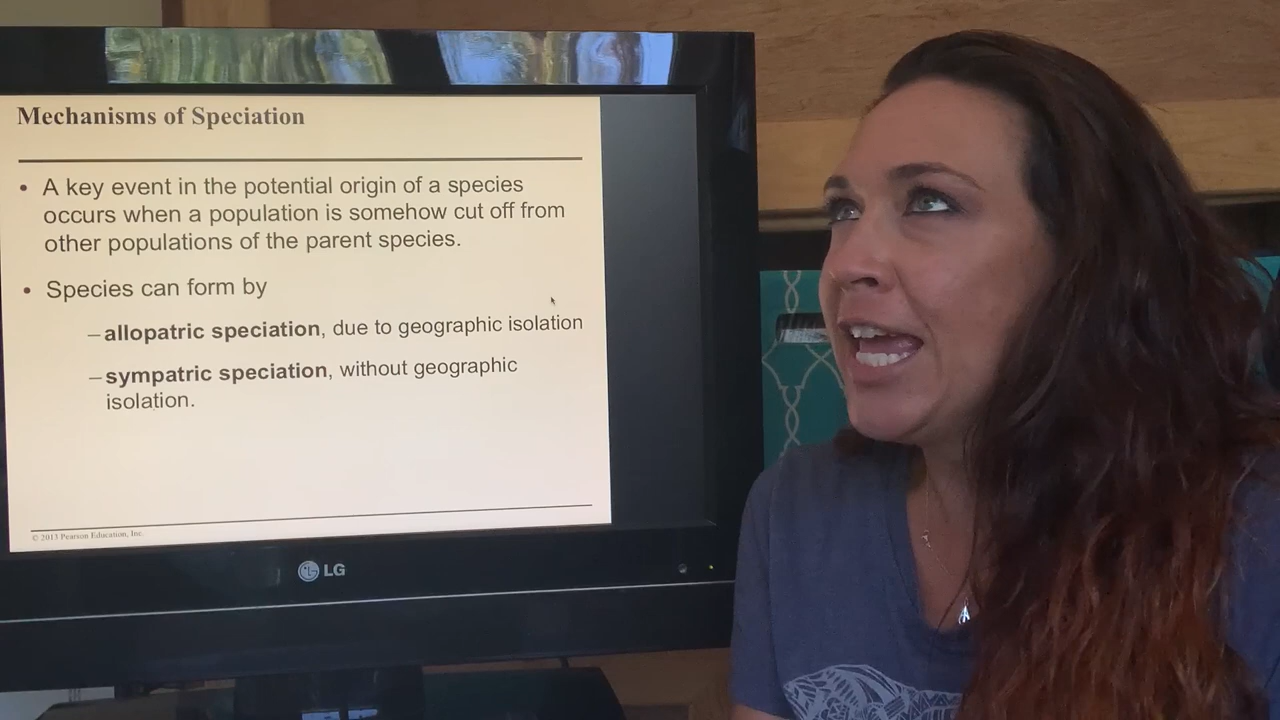 Mechanisms of Speciation
• A key event in the potential origin of a species
occurs when a population is somehow cut off from
other populations of the parent species.
• Species can form by
–allopatric speciation, due to geographic isolation
–sympatric speciation, without geographic
isolation.
© 2013 Pearson Education, Inc.
LG